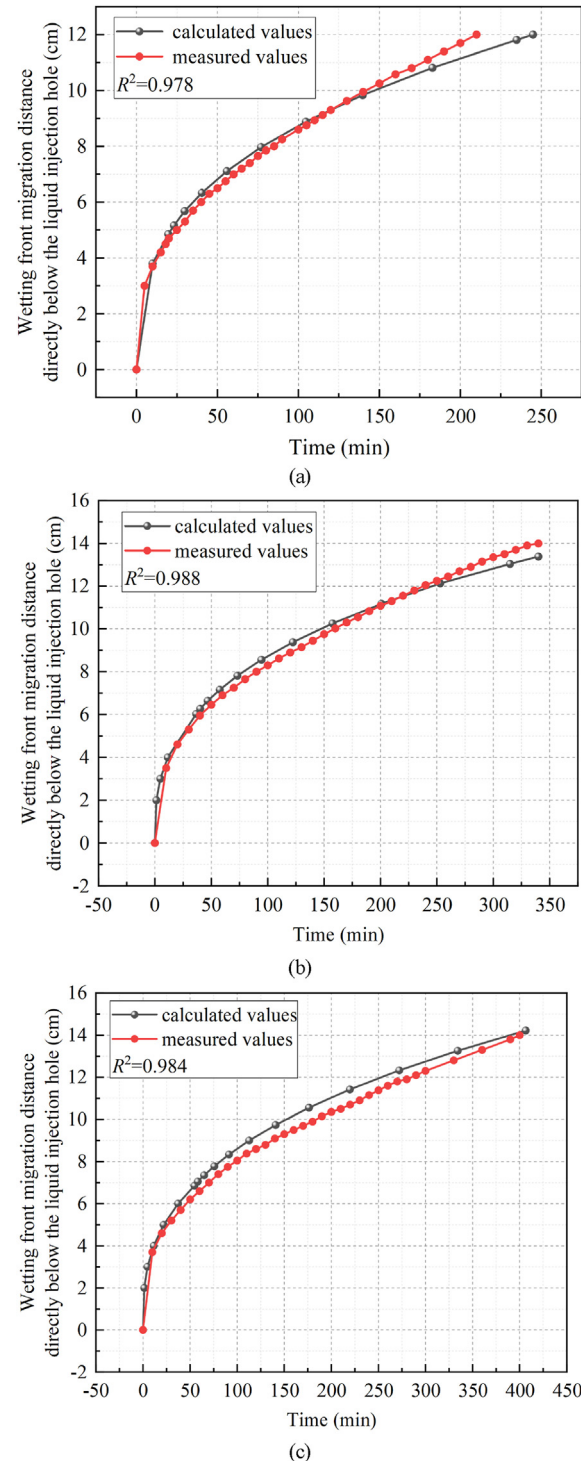 12
10
8
6
4
2
0
Wetting front migration distance
directly below the liquid injection hole (cm)
calculated values
measured values
R²=0.978
0 50 100 150 200 250
Time (min)
(a)
16
14
12
10
8
6
4
2
0
-2
Wetting front migration distance
directly below the liquid injection hole (cm)
calculated values
measured values
R²=0.988
-50 0 50 100 150 200 250 300 350
Time (min)
(b)
16
14
12
10
8
6
4
2
0
-2
Wetting front migration distance
directly below the liquid injection hole (cm)
calculated values
measured values
R²=0.984
-50 0 50 100 150 200 250 300 350 400 450
Time (min)
(c)